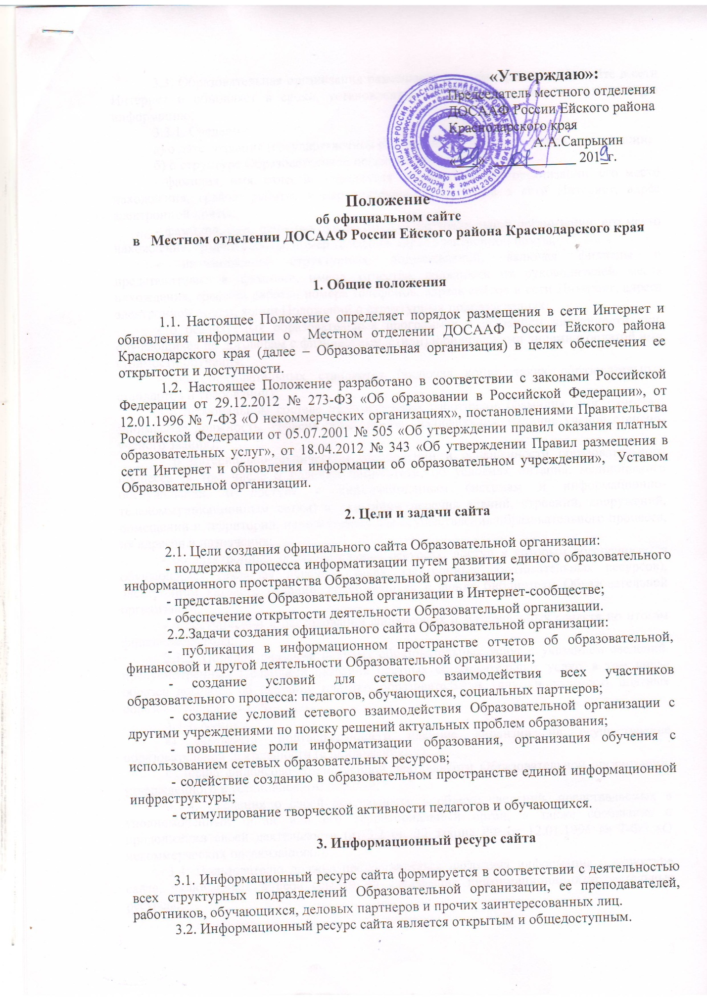 «Утверждаю»:
Председатель местного отделения
ДОСААФ России Ейского района
Краснодарского края
А.А.Сапрыкин
«09» 01 2019 г.
Положение
об официальном сайте
в Местном отделении ДОСААФ России Ейского района Краснодарского края
1. Общие положения
1.1. Настоящее Положение определяет порядок размещения в сети Интернет и
обновления информации о Местном отделении ДОСААФ России Ейского района
Краснодарского края (далее – Образовательная организация) в целях обеспечения ее
открытости и доступности.
1.2. Настоящее Положение разработано в соответствии с законами Российской
Федерации от 29.12.2012 № 273-ФЗ «Об образовании в Российской Федерации», от
12.01.1996 № 7-ФЗ «О некоммерческих организациях», постановлениями Правительства
Российской Федерации от 05.07.2001 № 505 «Об утверждении правил оказания платных
образовательных услуг», от 18.04.2012 № 343 «Об утверждении Правил размещения в
сети Интернет и обновления информации об образовательном учреждении», Уставом
Образовательной организации.
2. Цели и задачи сайта
2.1. Цели создания официального сайта Образовательной организации:
- поддержка процесса информатизации путем развития единого образовательного
информационного пространства Образовательной организации;
- представление Образовательной организации в Интернет-сообществе;
- обеспечение открытости деятельности Образовательной организации.
2.2.Задачи создания официального сайта Образовательной организации:
- публикация в информационном пространстве отчетов об образовательной,
финансовой и другой деятельности Образовательной организации;
- создание условий для сетевого взаимодействия всех участников
образовательного процесса: педагогов, обучающихся, социальных партнеров;
- создание условий сетевого взаимодействия Образовательной организации с
другими учреждениями по поиску решений актуальных проблем образования;
- повышение роли информатизации образования, организация обучения с
использованием сетевых образовательных ресурсов;
- содействие созданию в образовательном пространстве единой информационной
инфраструктуры;
- стимулирование творческой активности педагогов и обучающихся.
3. Информационный ресурс сайта
3.1. Информационный ресурс сайта формируется в соответствии с деятельностью
всех структурных подразделений Образовательной организации, ее преподавателей,
работников, обучающихся, деловых партнеров и прочих заинтересованных лиц.
3.2. Информационный ресурс сайта является открытым и общедоступным.